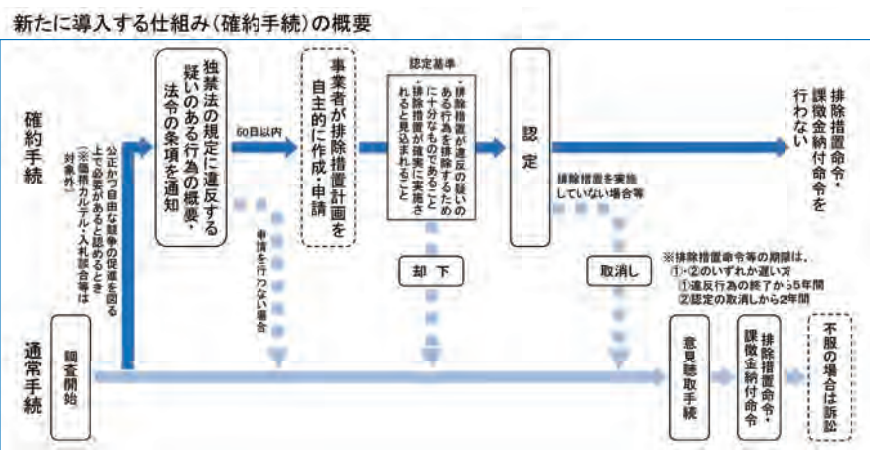 新たに導入する仕組み(確約手続)の概要
確約手続
公正かつ自由な競争の促進を図る
上で必要があると認めるとき
(※価格カルテル・入札談合等は
対象外)
独禁法の規定に違反する
疑いのある行為の概要・
法令の条項を通知
60日以内
事業者が排除措置計画を
自主的に作成・申請
認定基準
・排除措置が違反の疑いの
ある行為を排除するため
に十分なものであること
・排除措置が確実に実施さ
れると見込まれること
認定
排除措置を実施
していない場合等
排除措置命令・
課徴金納付命令を
行わない
申請を行わない場合
却下
取消し
※排除措置命令等の期限は、
①・②のいずれか遅い方
①違反行為の終了から5年間
②認定の取消しから2年間
通常手続
調査開始
意見聴取手続
排除措置命令・
課徴金納付命令
不服の場合は訴訟